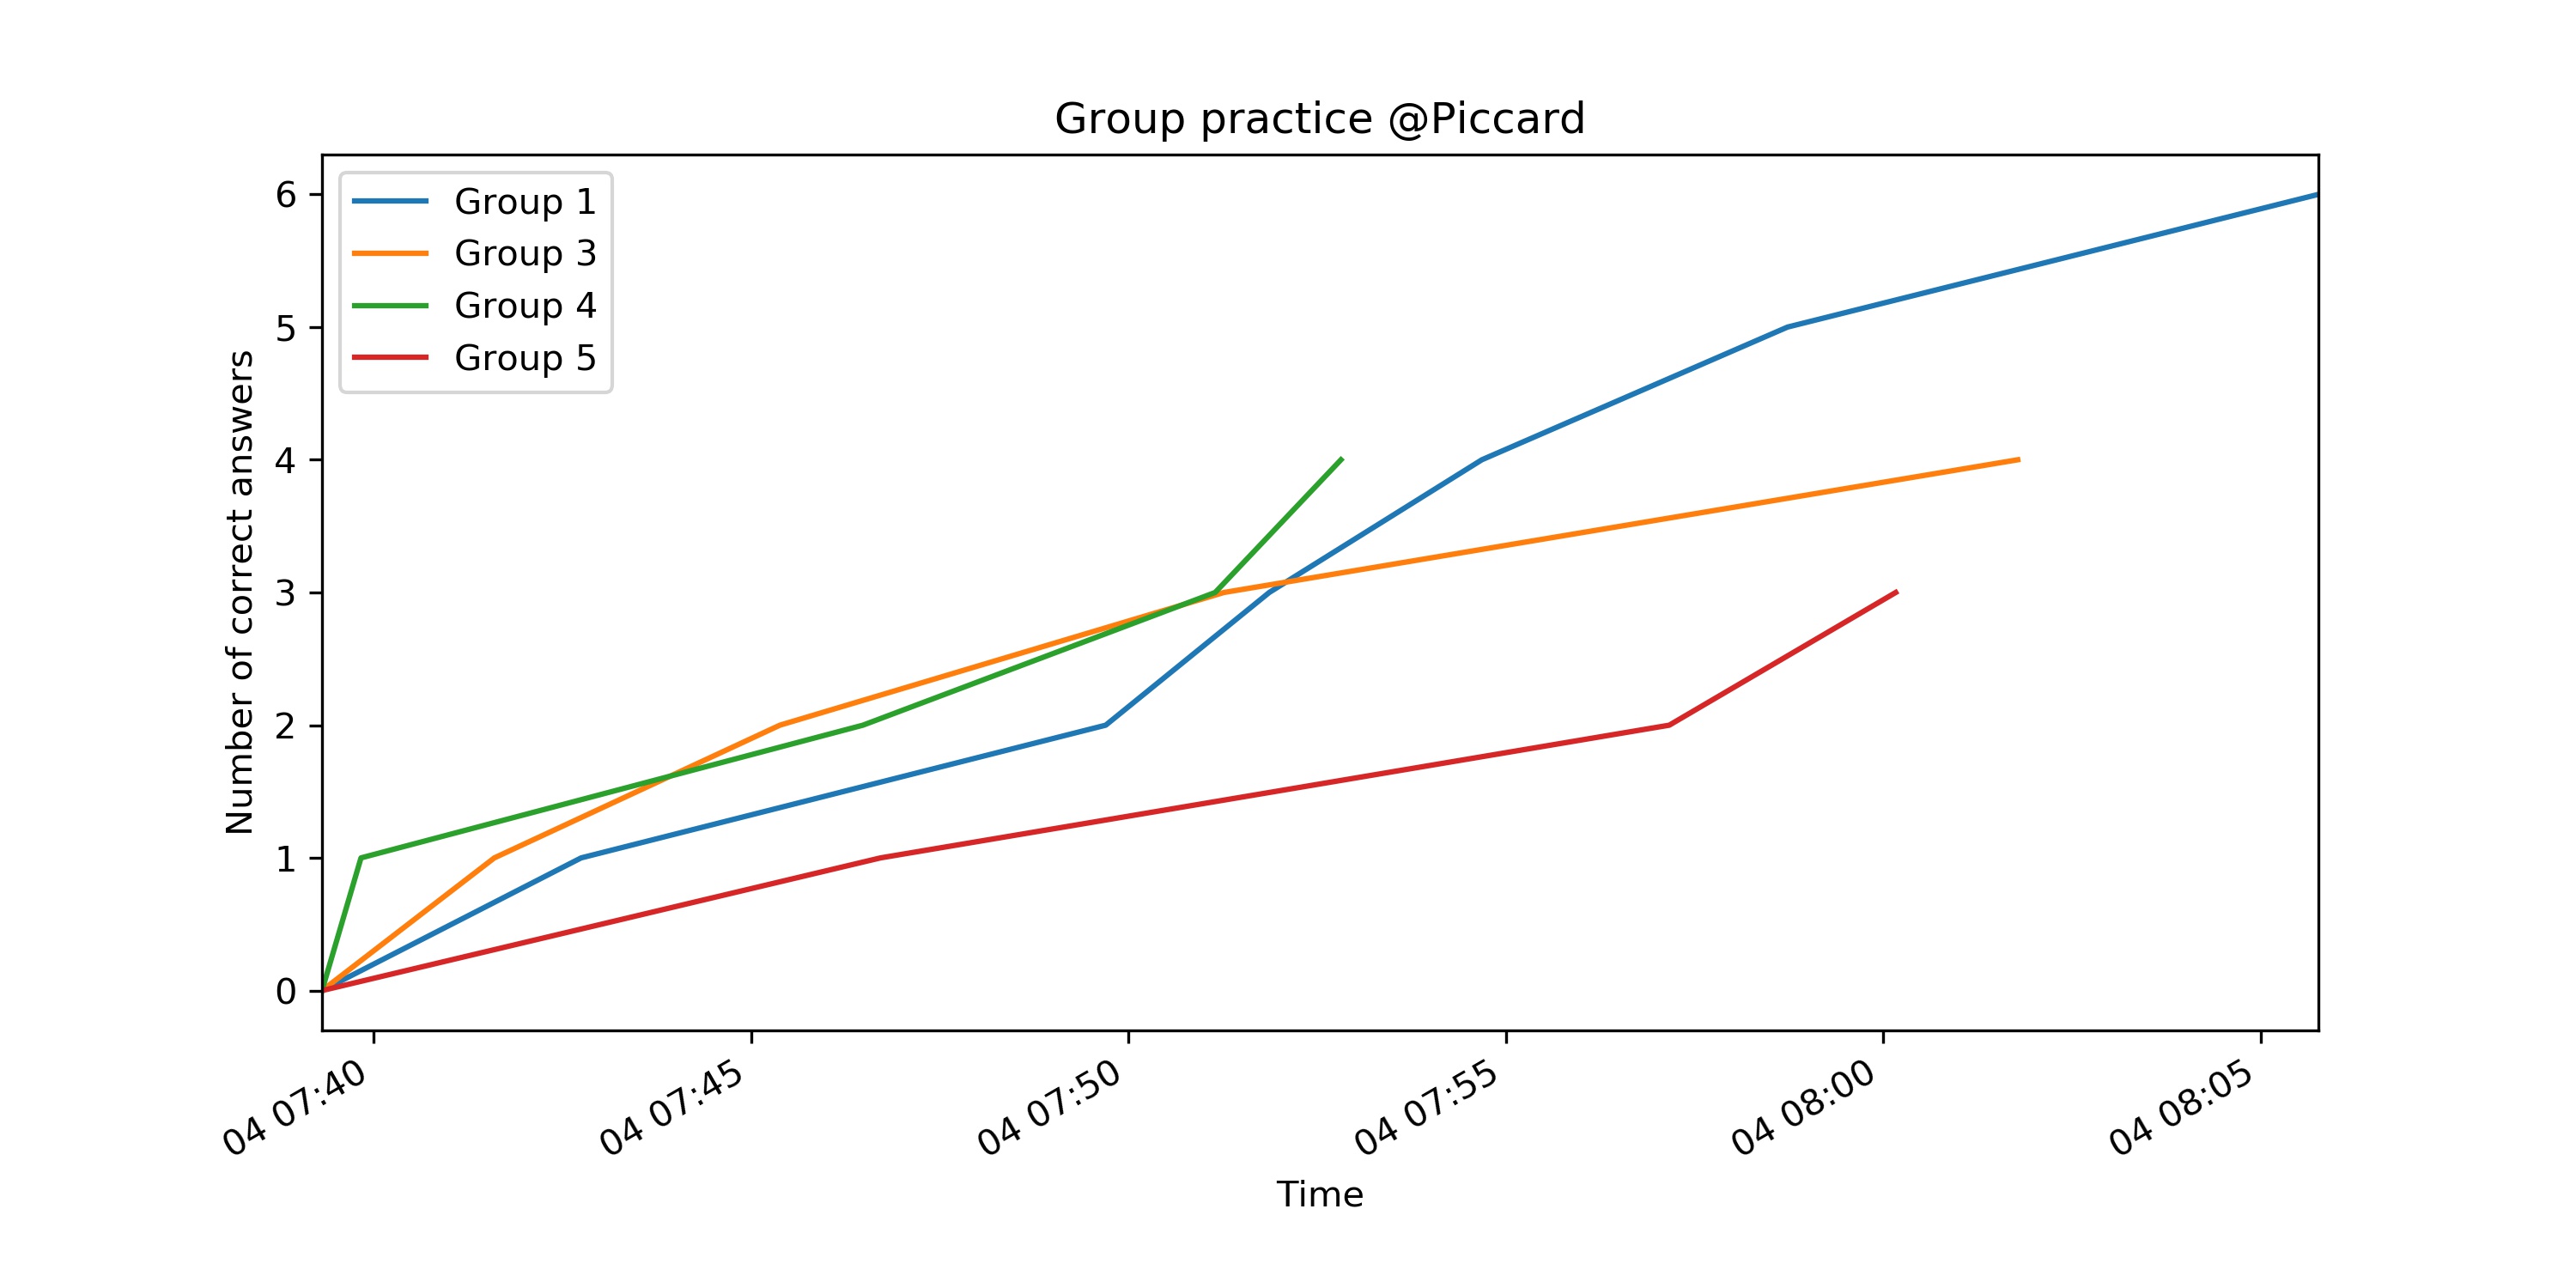 Group practice @Piccard
Group 1
Group 3
Group 4
Group 5
Number of correct answers
6
5
4
3
2
1
0
04 07:40
04 07:45
04 07:50
04 07:55
04 08:00
04 08:05
Time